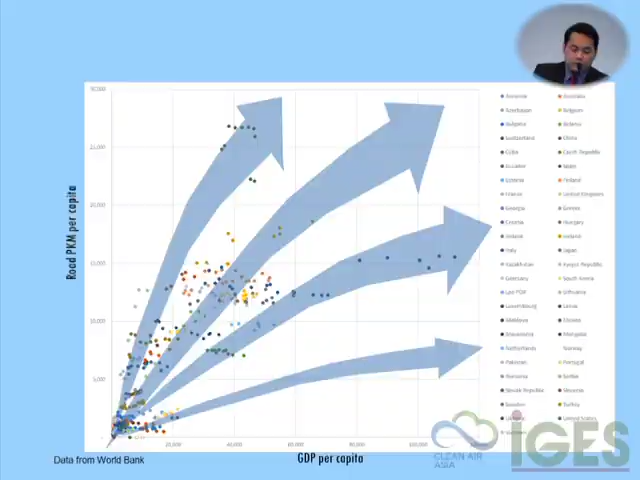 30,000
25,000
20,000
15,000
10,000
5,000
20,000 40,000 60,000 80,000 100,000
Road PKM per capita
GDP per capita
Data from World Bank
Armenia Australia
Azerbaijan Belgium
Bulgaria Belarus
Switzerland China
Czech Republic
Ecuador Spain
Estonia Finland
France United Kingdom
Georgia Greece
Croatia Hungary
Ireland Iceland
Italy Japan
Kazakhstan Kyrgyz Republic
Germany
Lao PDR Lithuania
Luxembourg Latvia
Moldova
Macedonia Mongolia
Netherlands Norway
Pakistan Portugal
Romania Serbia
Slovak Republic Slovenia
Sweden Turkey
Ukraine United States
CLEAN AIR
ASIA
iGES